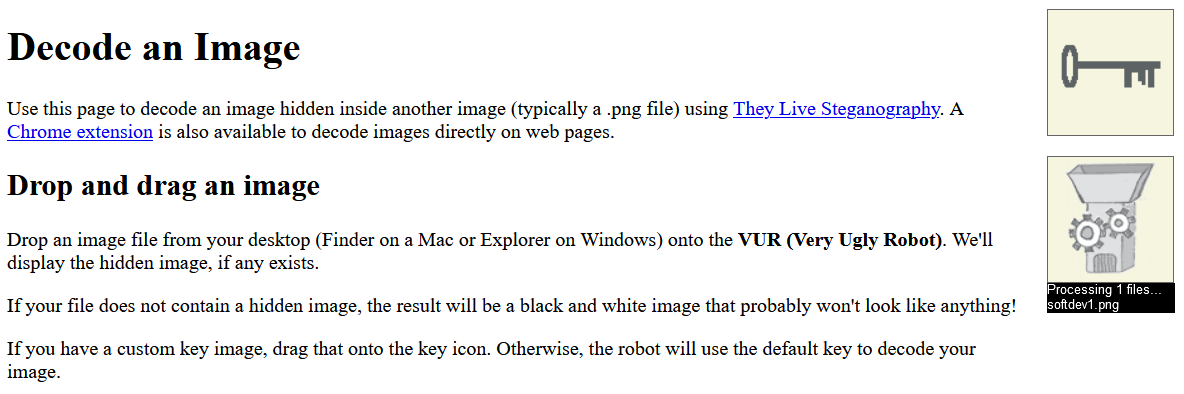 Decode an Image
Use this page to decode an image hidden inside another image (typically a .png file) using They Live Steganography. A
Chrome extension is also available to decode images directly on web pages.
Drop and drag an image
Drop an image file from your desktop (Finder on a Mac or Explorer on Windows) onto the VUR (Very Ugly Robot). We'll
display the hidden image, if any exists.
If your file does not contain a hidden image, the result will be a black and white image that probably won't look like anything!
If you have a custom key image, drag that onto the key icon. Otherwise, the robot will use the default key to decode your
image.
Processing 1 files...
softdev1.png